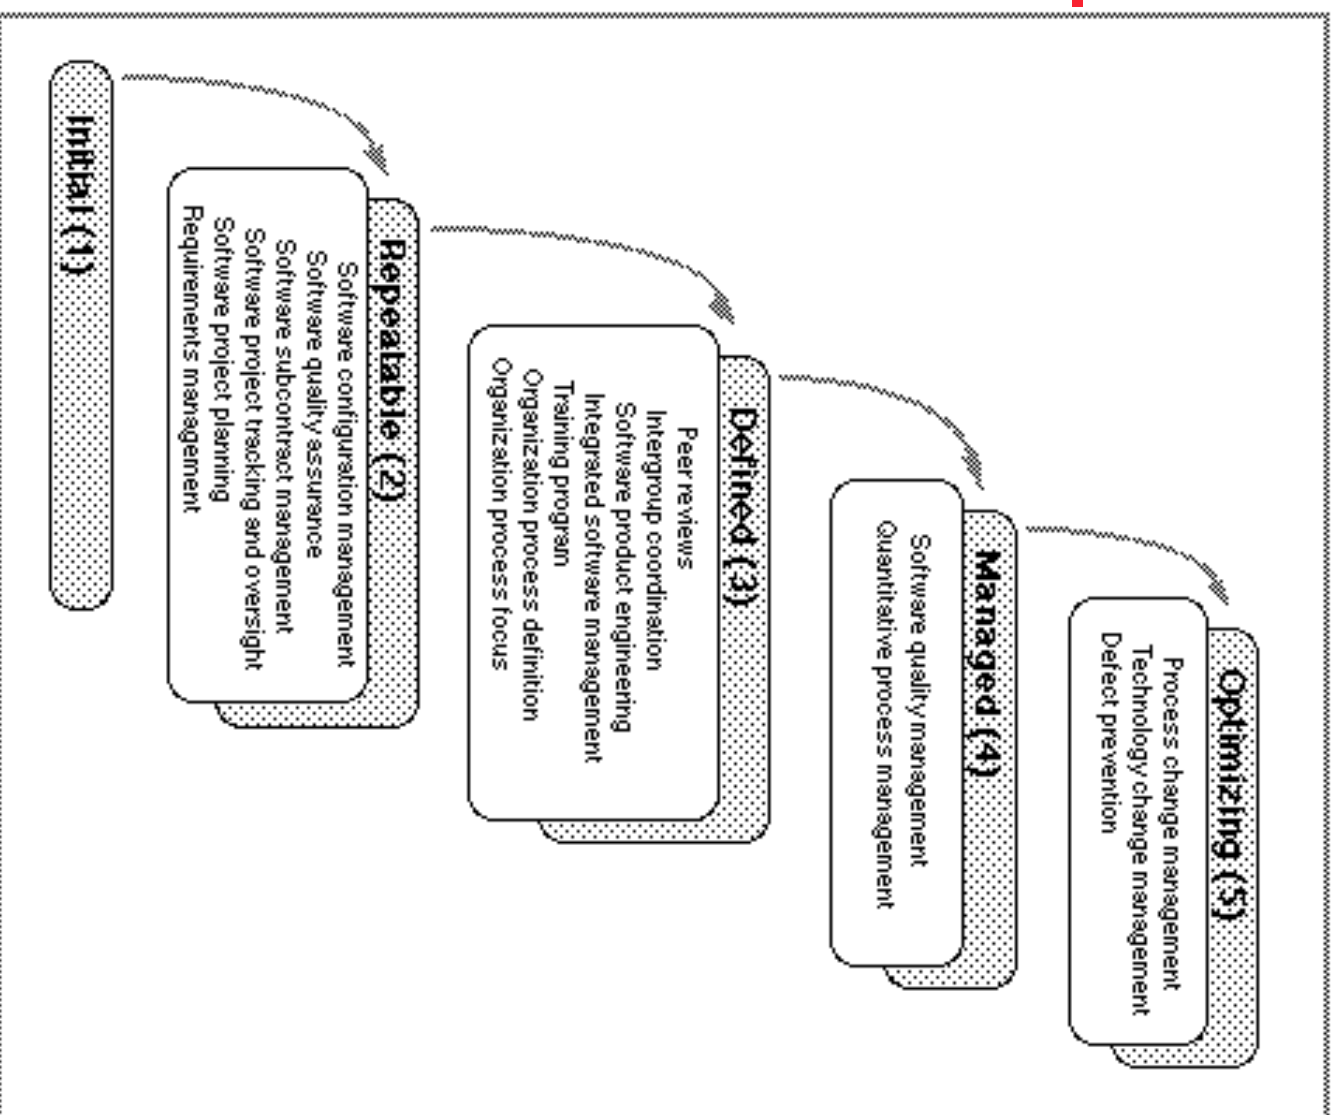 Optimizing (5)
Process change management
Technology change management
Defect prevention
Managed (4)
Software quality management
Quantitative process management
Defined (3)
Peer reviews
Intergroup coordination
Software product engineering
Integrated software management
Training program
Organization process definition
Organization process focus
Repeatable (2)
Software configuration management
Software quality assurance
Software subcontract management
Software project tracking and oversight
Software project planning
Requirements management
Initial (1)